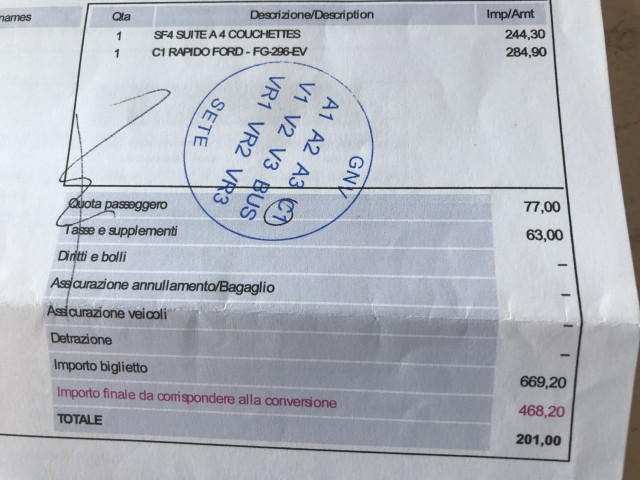 names Qta Descrizione/Description Imp/Amt
1 SF4 SUITE A 4 COUCHETTES 244,30
1 C1 RAPIDO FORD - FG-296-EV 284,90
GNV
A1 A2 A3 C1
V1 V2 V3 BUS
VR1 VR2 VR3
SETE
Quota passeggero 77,00
Tasse e supplementi 63,00
Diritti e bolli –
Assicurazione annullamento/Bagaglio –
Assicurazione veicoli –
Detrazione –
Importo biglietto 669,20
Importo finale da corrispondere alla conversione 468,20
TOTALE 201,00